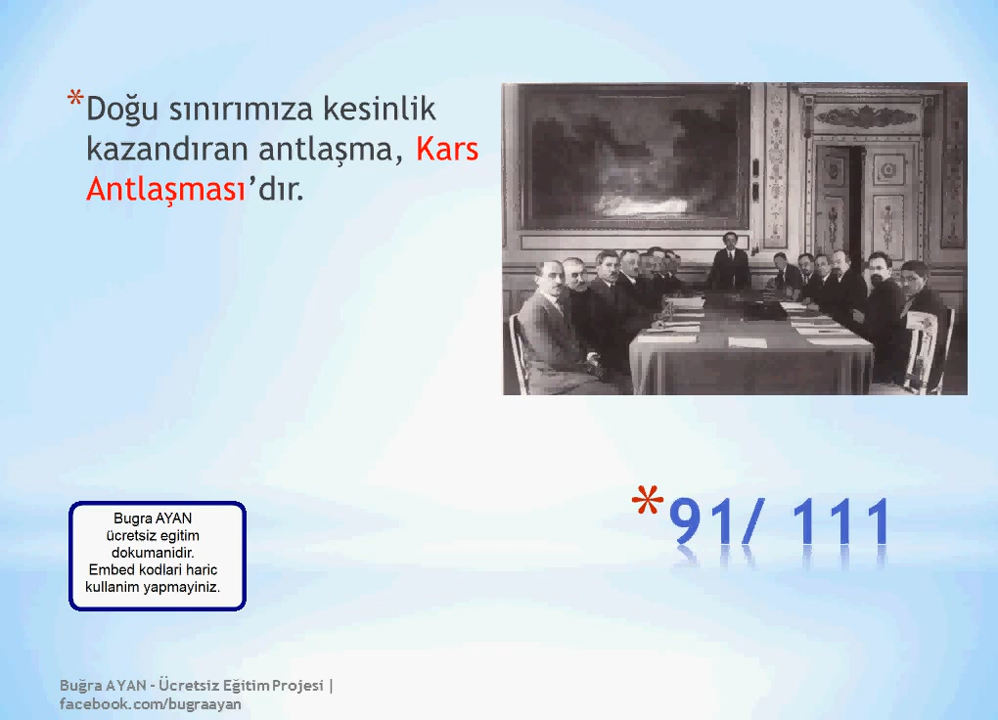 *Doğu sınırımıza kesinlik
kazandıran antlaşma, Kars
Antlaşması’dır.
*91/ 111
Bugra AYAN
ücretsiz egitim
dokumanidir.
Embed kodlari haric
kullanim yapmayiniz.
Buğra AYAN - Ücretsiz Eğitim Projesi |
facebook.com/bugraayan